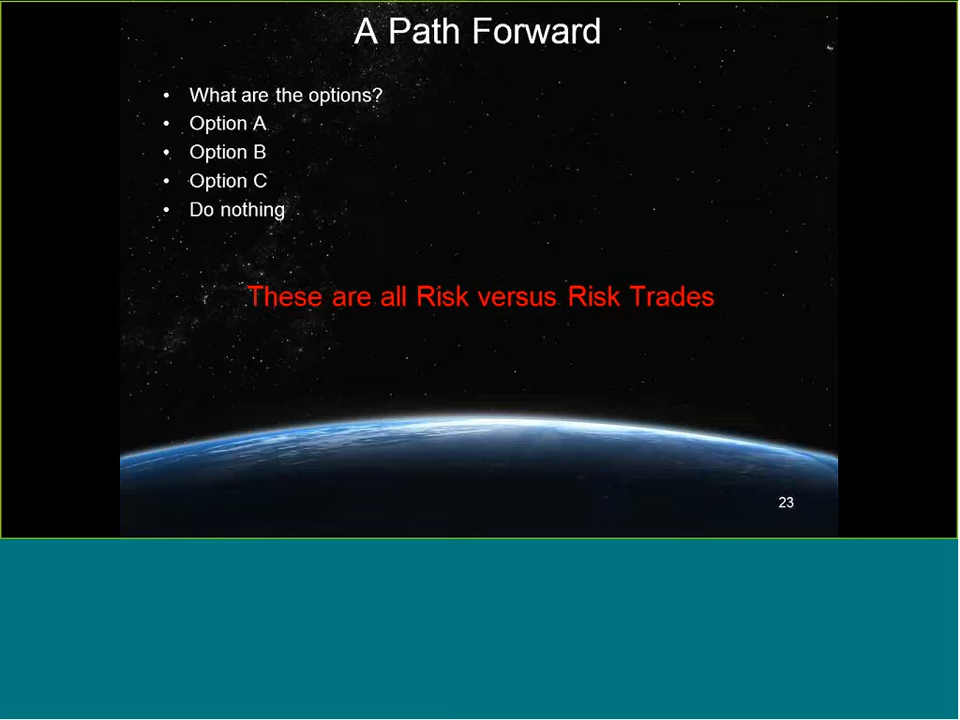 A Path Forward
• What are the options?
• Option A
• Option B
• Option C
• Do nothing
These are all Risk versus Risk Trades
23